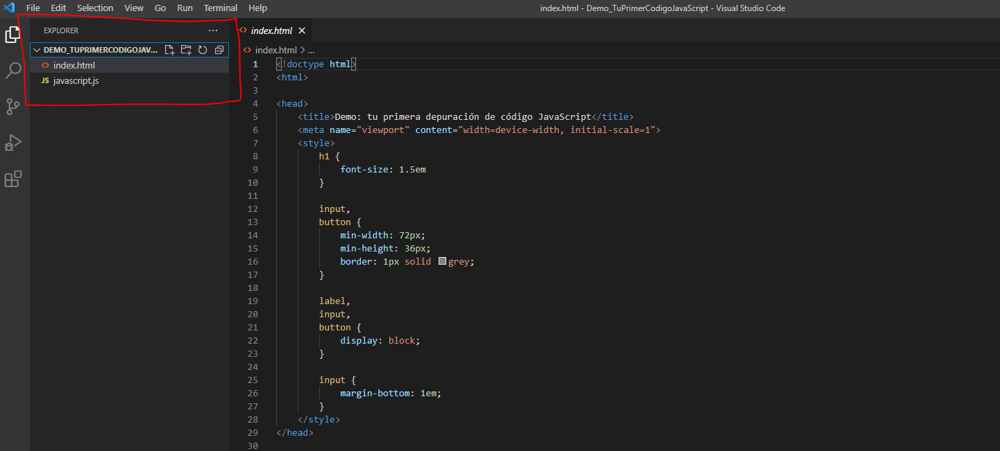 File Edit Selection View Go Run Terminal Help index.html - Demo_TuPrimerCodigoJavaScript - Visual Studio Code
EXPLORER ...
DEMO_TUPRIMERCODIGOJAV...
index.html
JS javascript.js
index.html
index.html > ...
1 <!doctype html>
2 <html>
3
4 <head>
5 <title>Demo: tu primera depuración de código JavaScript</title>
6 <meta name="viewport" content="width=device-width, initial-scale=1">
7 <style>
8 h1 {
9 font-size: 1.5em
10 }
11
12 input,
13 button {
14 min-width: 72px;
15 min-height: 36px;
16 border: 1px solid grey;
17 }
18
19 label,
20 input,
21 button {
22 display: block;
23 }
24
25 input {
26 margin-bottom: 1em;
27 }
28 </style>
29 </head>
30